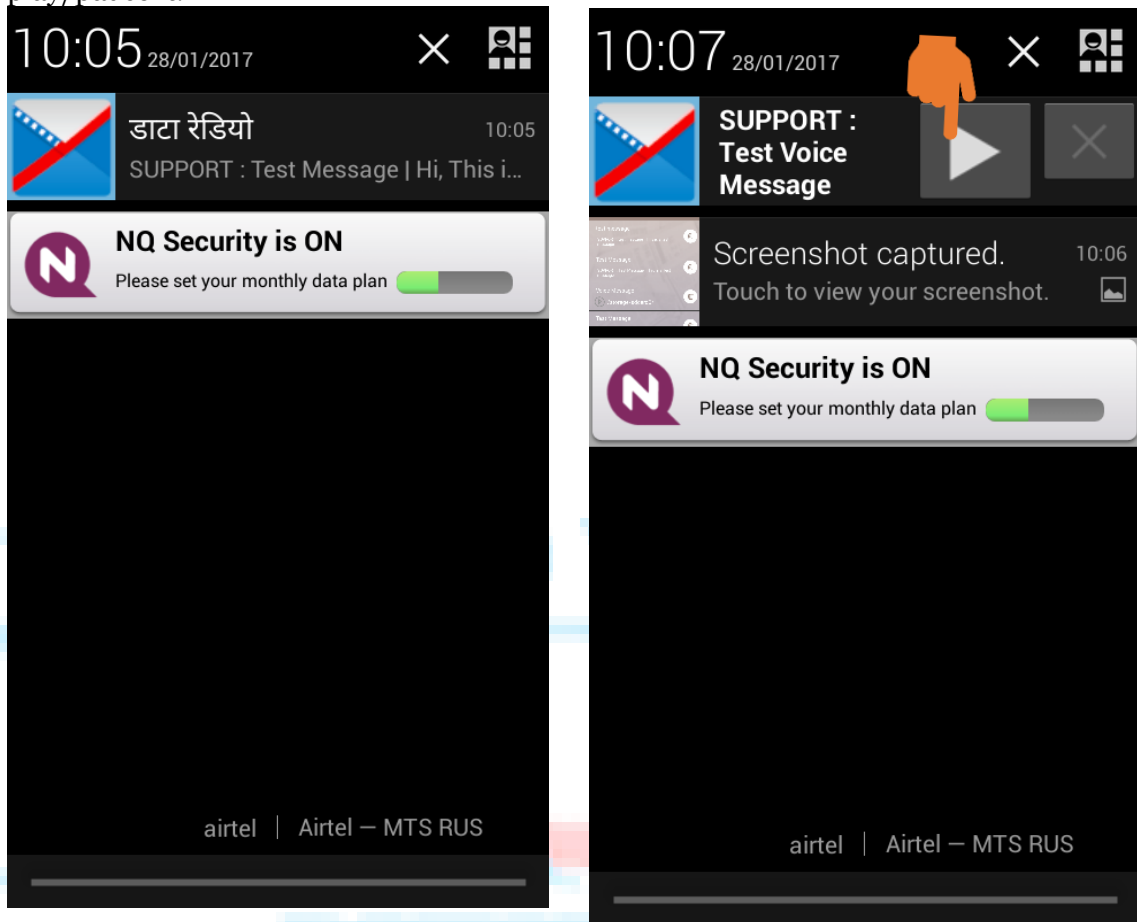 10:05 28/01/2017
डाटा रेडियो 10:05
SUPPORT : Test Message | Hi, This i...
NQ Security is ON
Please set your monthly data plan
airtel | Airtel — MTS RUS
10:07 28/01/2017
SUPPORT :
Test Voice
Message
Screenshot captured. 10:06
Touch to view your screenshot.
NQ Security is ON
Please set your monthly data plan
airtel | Airtel — MTS RUS